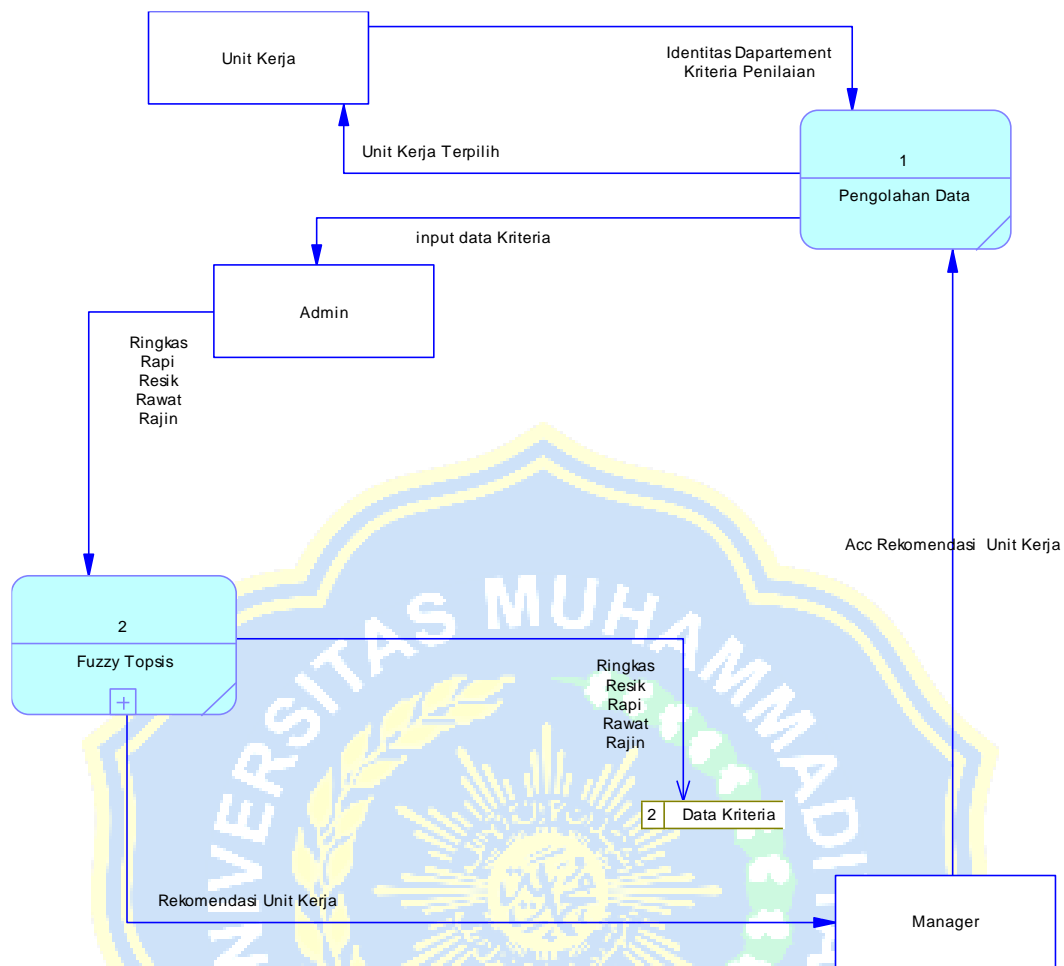 Unit Kerja
Identitas Dapartement
Kriteria Penilaian
Unit Kerja Terpilih
1
Pengolahan Data
input data Kriteria
Admin
Ringkas
Rapi
Resik
Rawat
Rajin
Acc Rekomendasi Unit Kerja
2
Fuzzy Topsis
+
Ringkas
Resik
Rapi
Rawat
Rajin
2 Data Kriteria
Rekomendasi Unit Kerja
Manager
VERSITAS MUHAMMADI